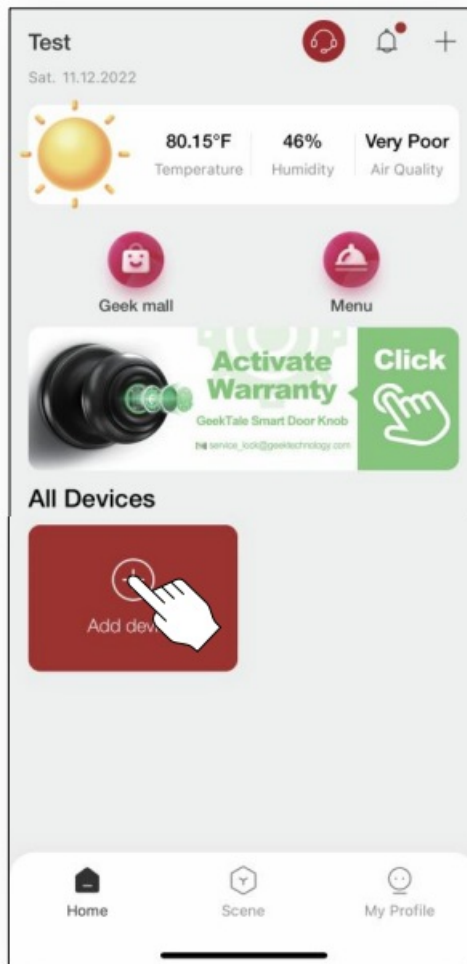 Test
Sat. 11.12.2022
80.15°F 46% Very Poor
Temperature Humidity Air Quality
Geek mall Menu
Activate
Warranty
Click
GeekTale Smart Door Knob
service_lock@geektechnology.com
All Devices
Add
Home Scene My Profile